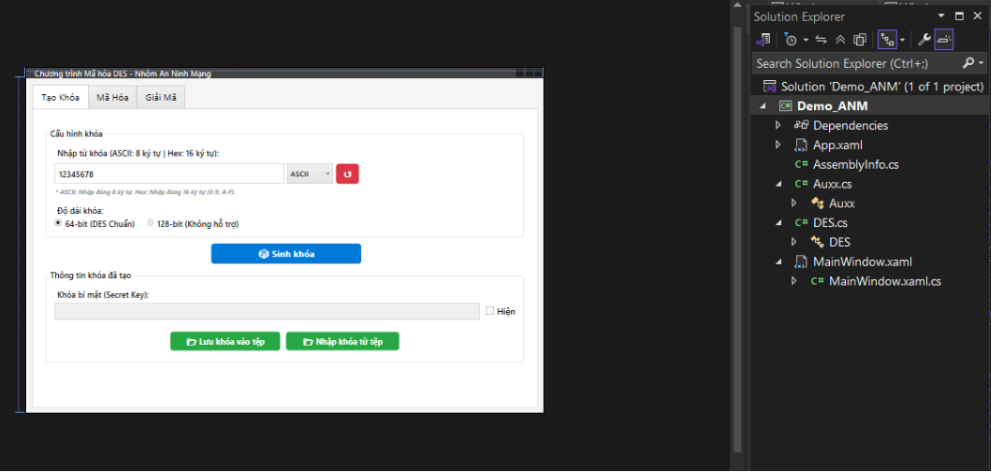 Solution Explorer
Search Solution Explorer (Ctrl+;)
Solution 'Demo_ANM' (1 of 1 project)
Demo_ANM
Dependencies
App.xaml
AssemblyInfo.cs
Auxx.cs
Auxx
DES.cs
DES
MainWindow.xaml
MainWindow.xaml.cs
Chương trình Mã hóa DES - Nhóm An Ninh Mạng
Tạo Khóa Mã Hóa Giải Mã
Cấu hình khóa
Nhập từ khóa (ASCII: 8 ký tự | Hex: 16 ký tự):
12345678 ASCII
* ASCII: Nhập đúng 8 ký tự. Hex: Nhập đúng 16 ký tự (0-9, A-F).
Độ dài khóa:
64-bit (DES Chuẩn) 128-bit (Không hỗ trợ)
Sinh khóa
Thông tin khóa đã tạo
Khóa bí mật (Secret Key):
Hiện
Lưu khóa vào tệp Nhập khóa từ tệp